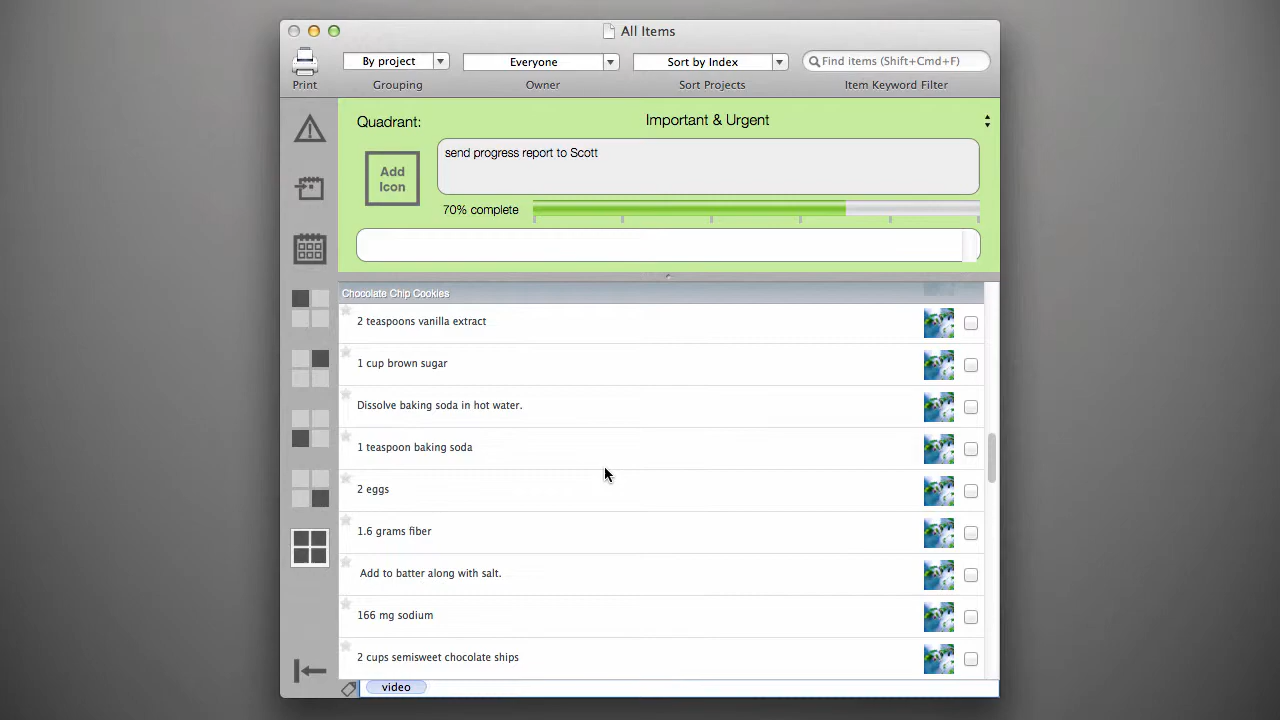 All Items
By project
Everyone
Sort by Index
Find items (Shift+Cmd+F)
Print
Grouping
Owner
Sort Projects
Item Keyword Filter
Quadrant:
Important & Urgent
Add
Icon
send progress report to Scott
70% complete
Chocolate Chip Cookies
2 teaspoons vanilla extract
1 cup brown sugar
Dissolve baking soda in hot water.
1 teaspoon baking soda
2 eggs
1.6 grams fiber
Add to batter along with salt.
166 mg sodium
2 cups semisweet chocolate ships
video